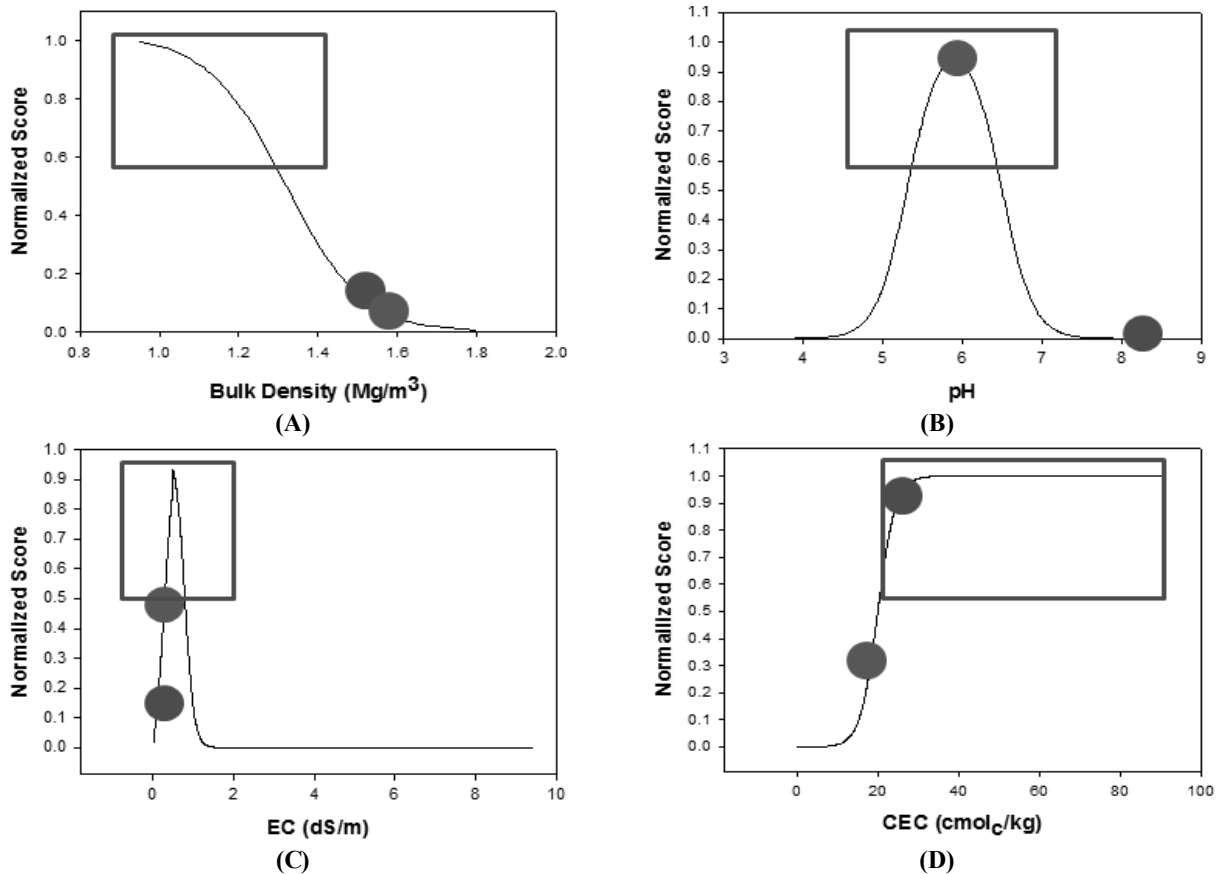 Normalized Score
1.0
0.8
0.6
0.4
0.2
0.0
0.8 1.0 1.2 1.4 1.6 1.8 2.0
Bulk Density (Mg/m³)
(A)
Normalized Score
1.1
1.0
0.9
0.8
0.7
0.6
0.5
0.4
0.3
0.2
0.1
0.0
3 4 5 6 7 8 9
pH
(B)
Normalized Score
1.0
0.9
0.8
0.7
0.6
0.5
0.4
0.3
0.2
0.1
0.0
0 2 4 6 8 10
EC (dS/m)
(C)
Normallized Score
1.1
1.0
0.9
0.8
0.7
0.6
0.5
0.4
0.3
0.2
0.1
0.0
0 20 40 60 80 100
CEC (cmolc/kg)
(D)